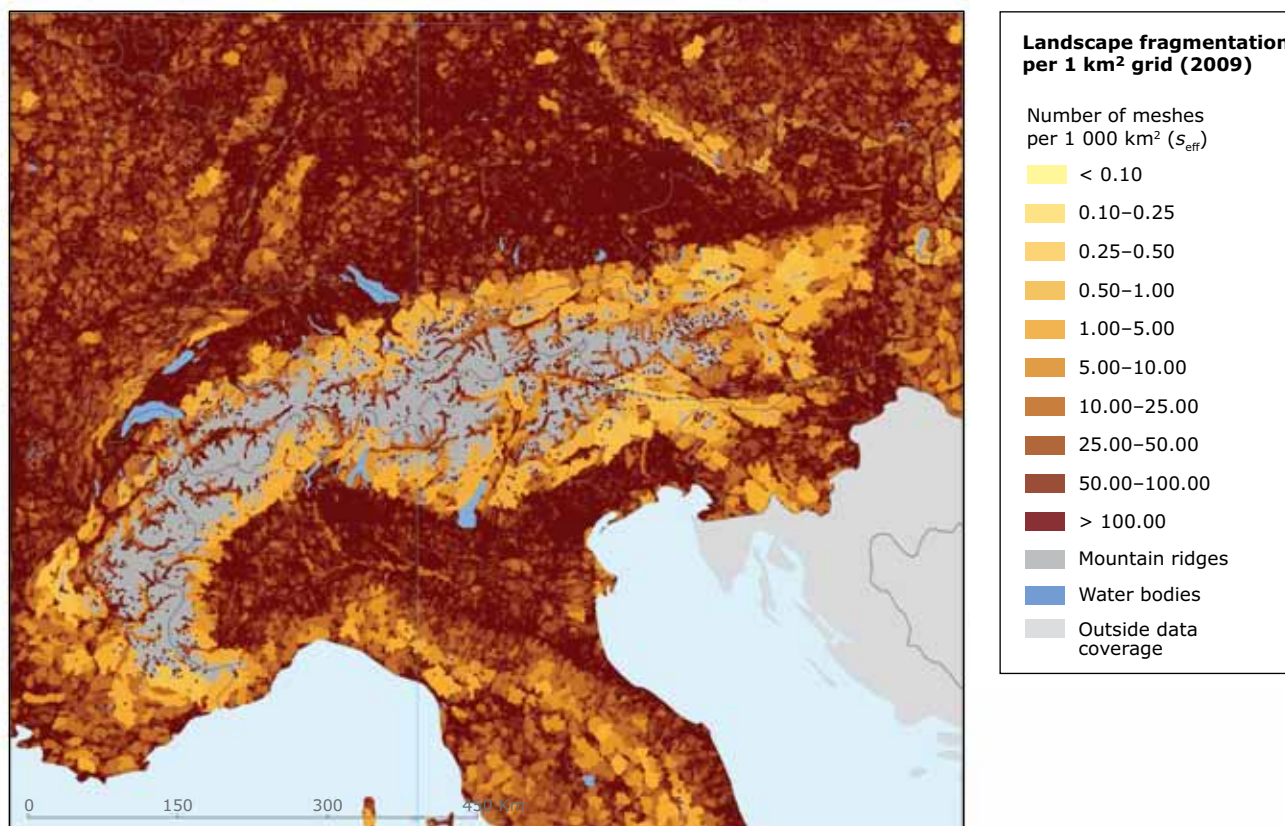 Landscape fragmentation
per 1 km² grid (2009)
Number of meshes
per 1 000 km² (seff)
< 0.10
0.10–0.25
0.25–0.50
0.50–1.00
1.00–5.00
5.00–10.00
10.00–25.00
25.00–50.00
50.00–100.00
> 100.00
Mountain ridges
Water bodies
Outside data
coverage
0 150 300 450 Km